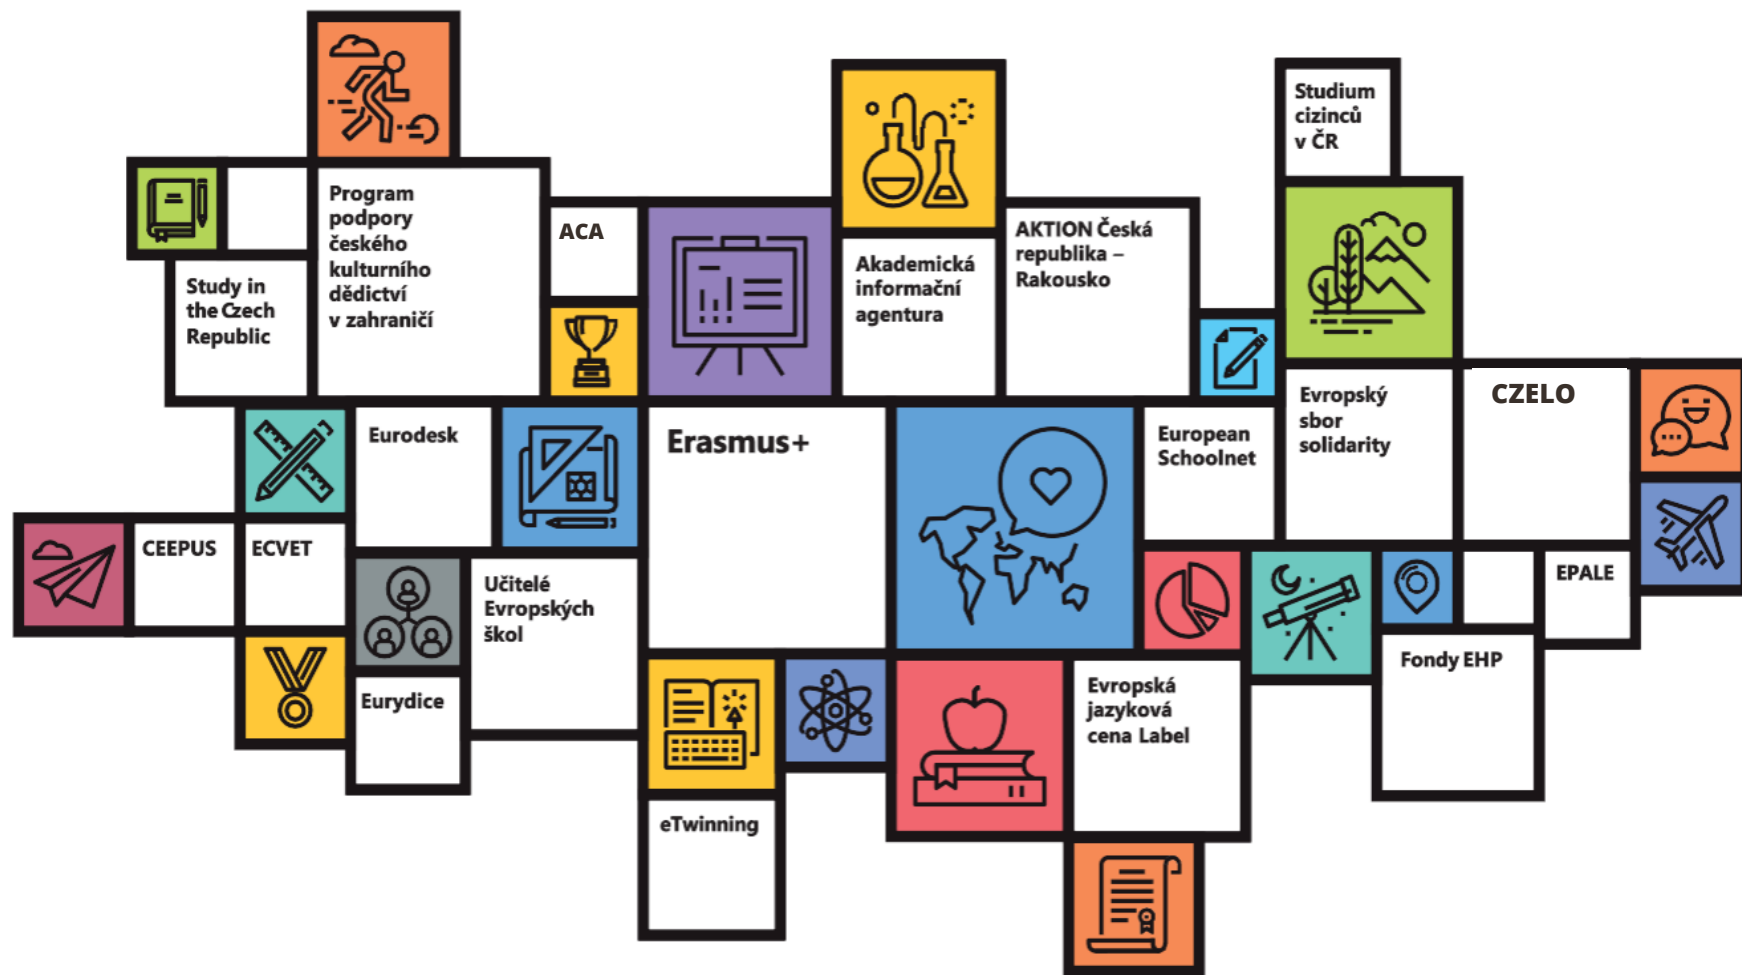 Studium
cizinců
v ČR
Program
podpory
českého
kulturního
dědictví
v zahraničí
ACA
AKTION Česká
republika –
Rakousko
Akademická
informační
agentura
Study in
the Czech
Republic
Evropský
sbor
solidarity
CZELO
Eurodesk
Erasmus+
European
Schoolnet
CEEPUS
ECVET
Učitelé
Evropských
škol
EPALE
Fondy EHP
Eurydice
Evropská
jazyková
cena Label
eTwinning